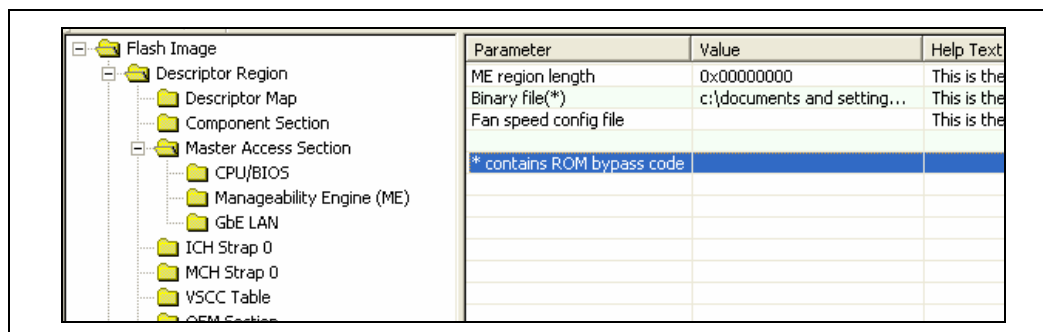 Flash Image
Descriptor Region
Descriptor Map
Component Section
Master Access Section
CPU/BIOS
Manageability Engine (ME)
GbE LAN
ICH Strap 0
MCH Strap 0
VSCC Table
OEM Section
Parameter Value Help Text
ME region length 0x00000000 This is the
Binary file(*) c:\documents and setting... This is the
Fan speed config file This is the
* contains ROM bypass code